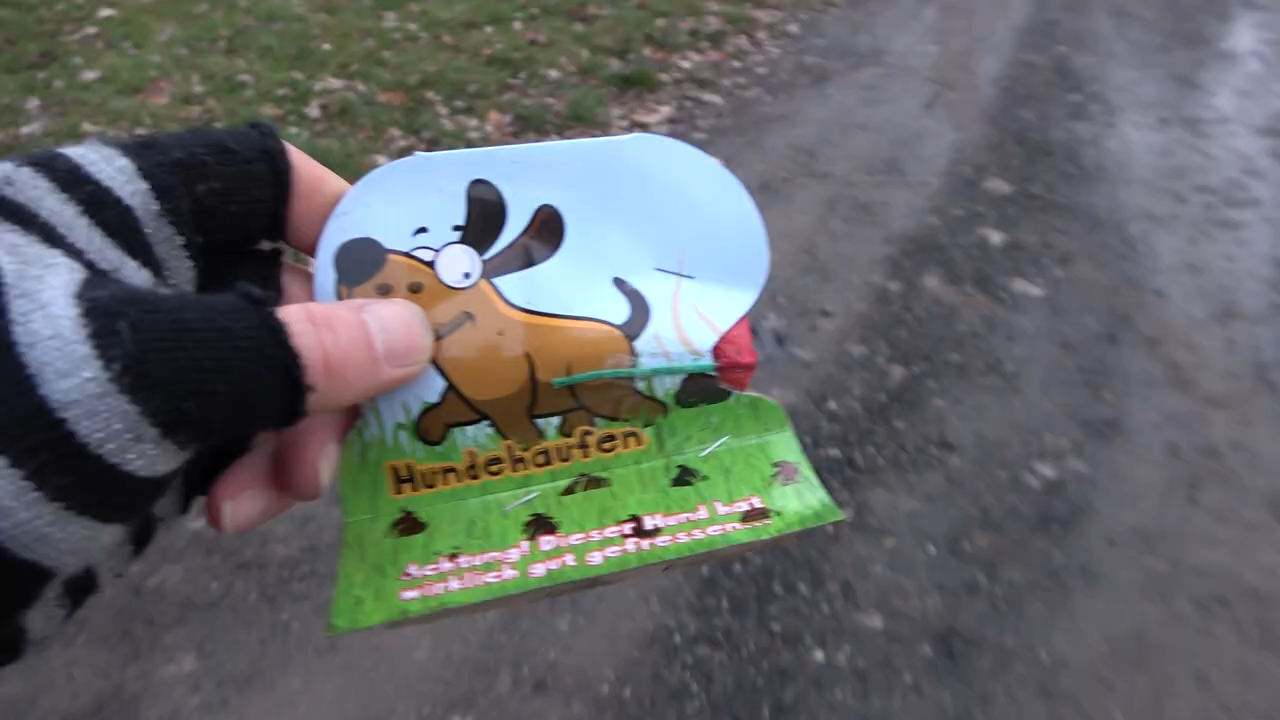 Hundehaufen
Achtung! Dieser Hund hat
wirklich gut gefressen...